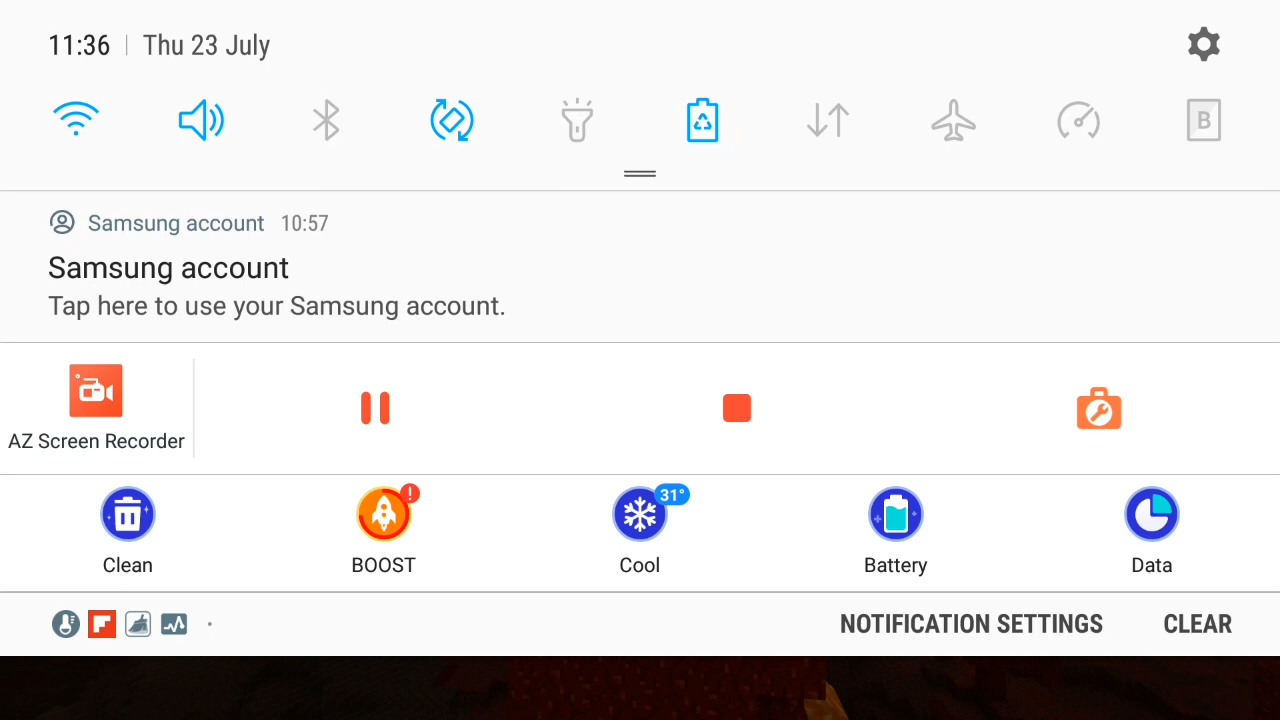 11:36 Thu 23 July
B
Samsung account 10:57
Samsung account
Tap here to use your Samsung account.
AZ Screen Recorder
!
31°
Clean BOOST Cool Battery Data
NOTIFICATION SETTINGS CLEAR